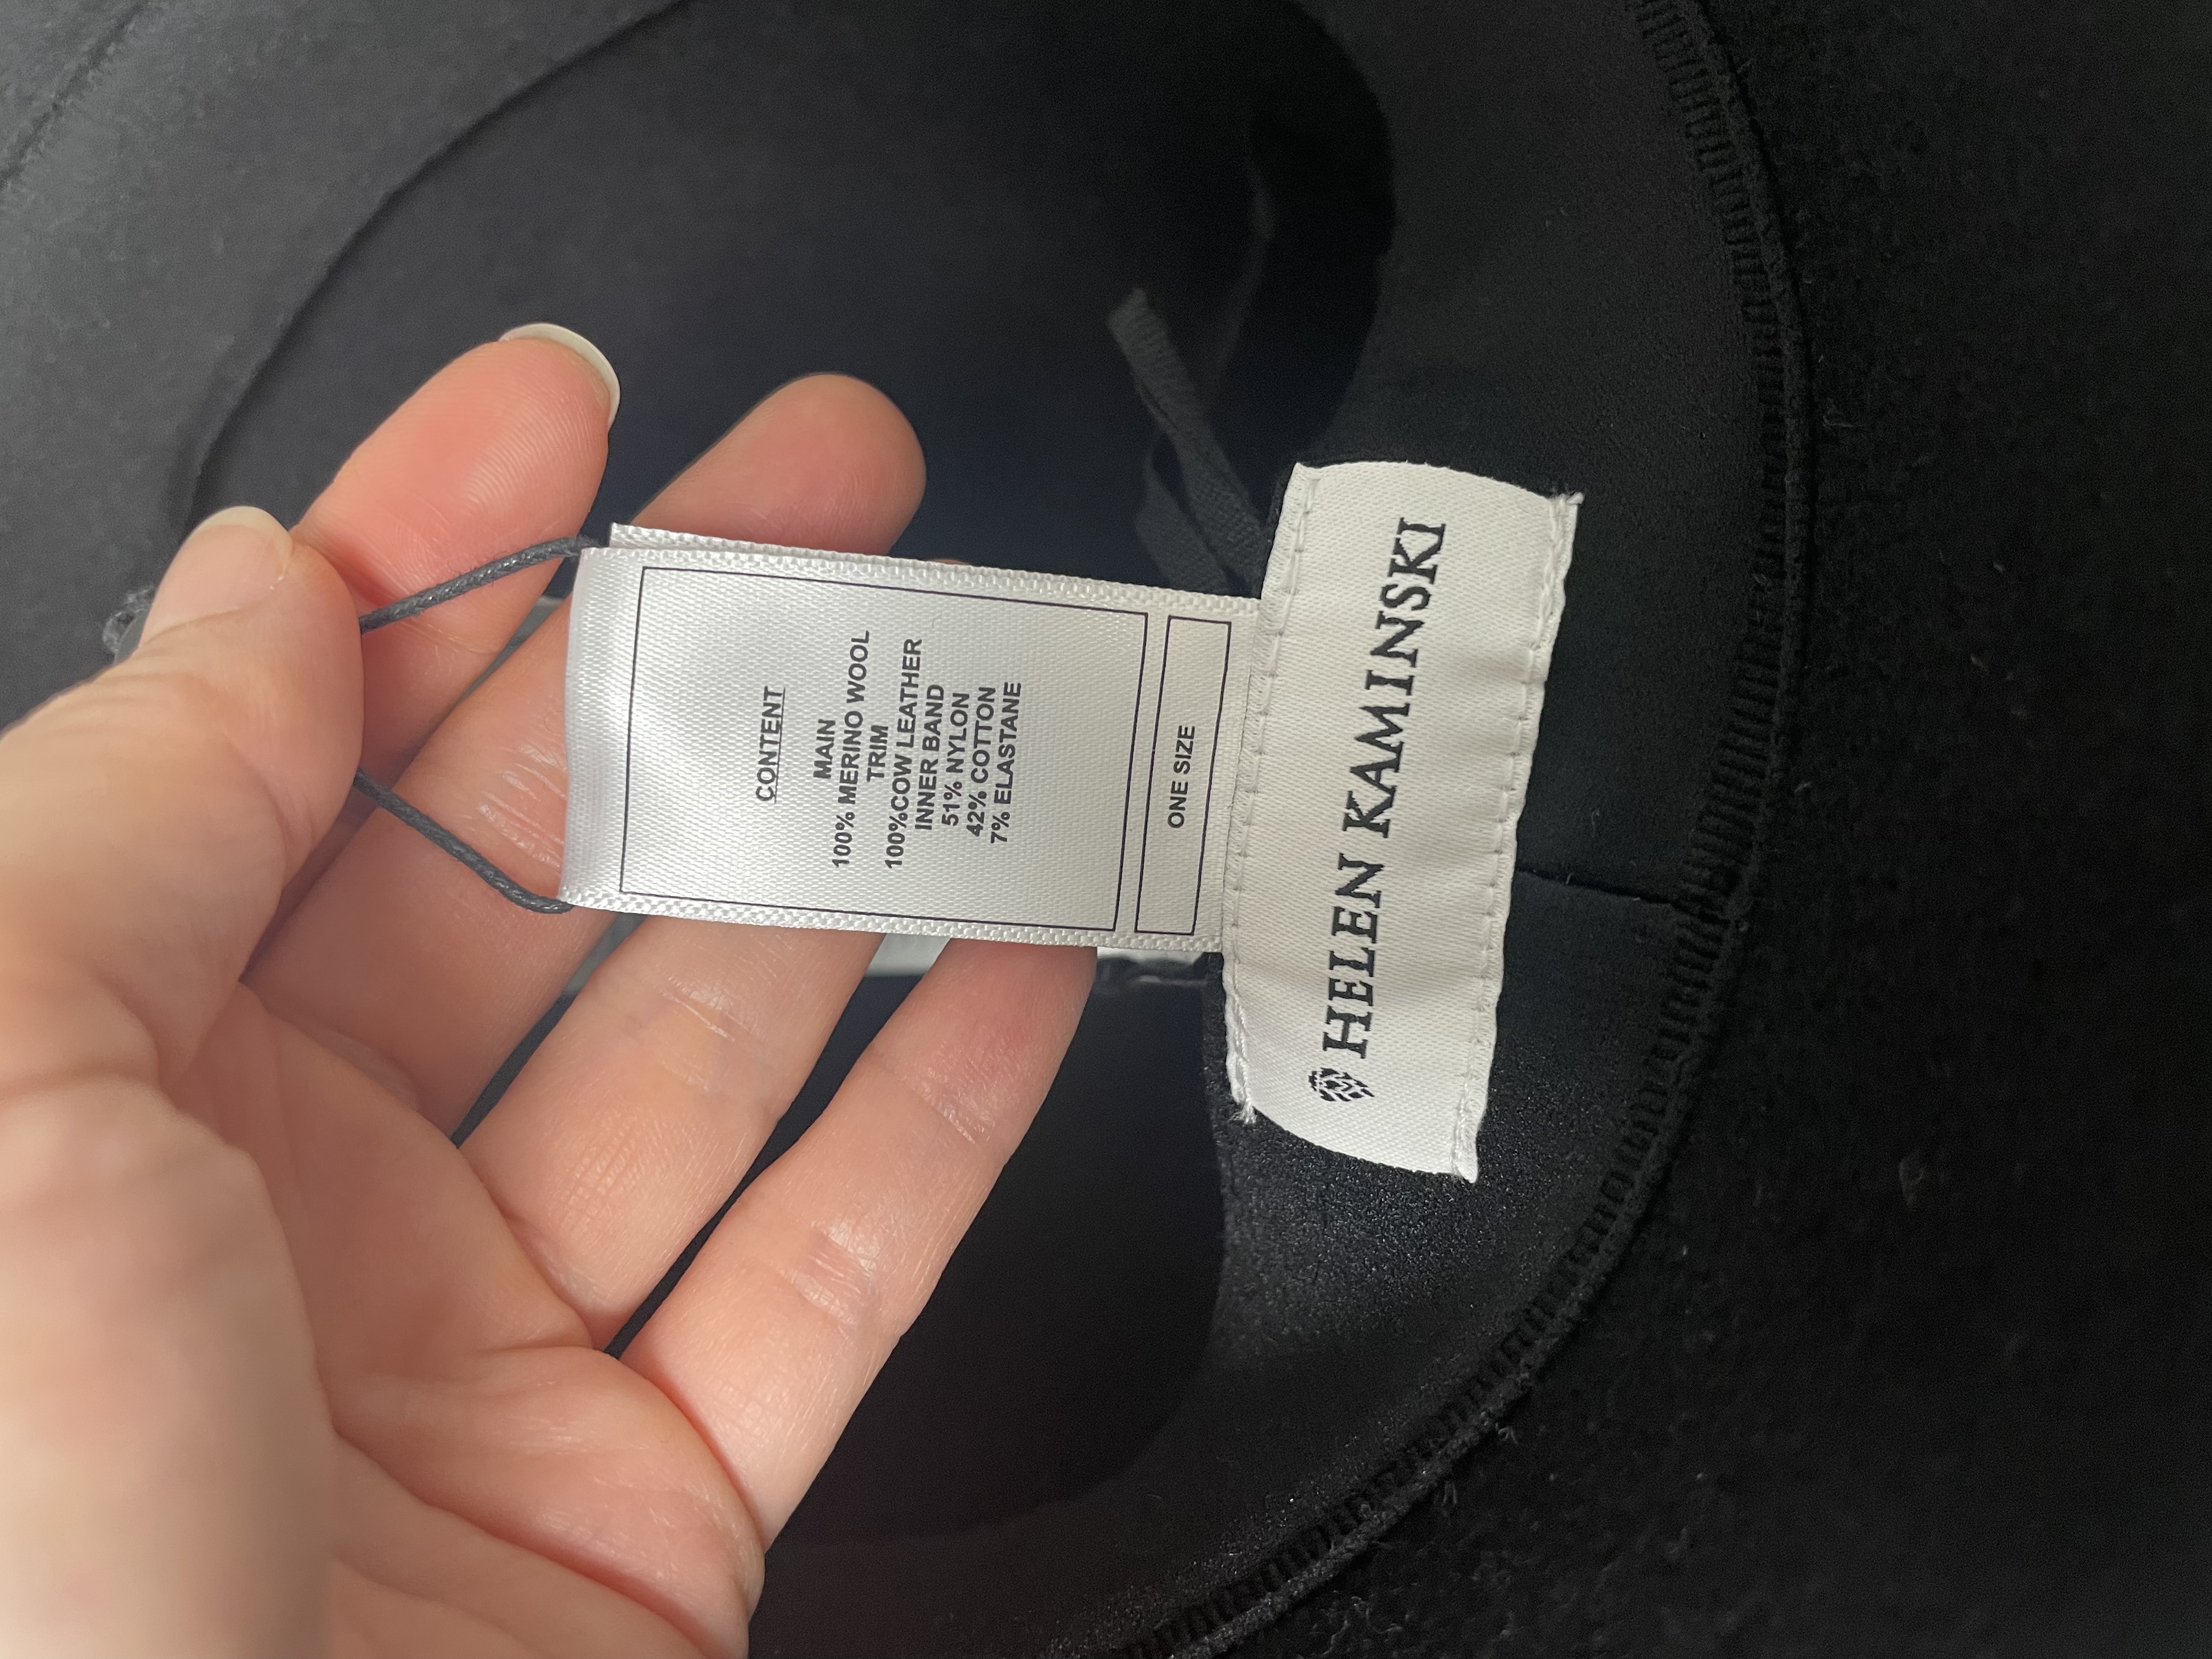 CONTENT
MAIN
100% MERINO WOOL
TRIM
100%COW LEATHER
INNER BAND
51% NYLON
42% COTTON
7% ELASTANE
ONE SIZE
HELEN KAMINSKI